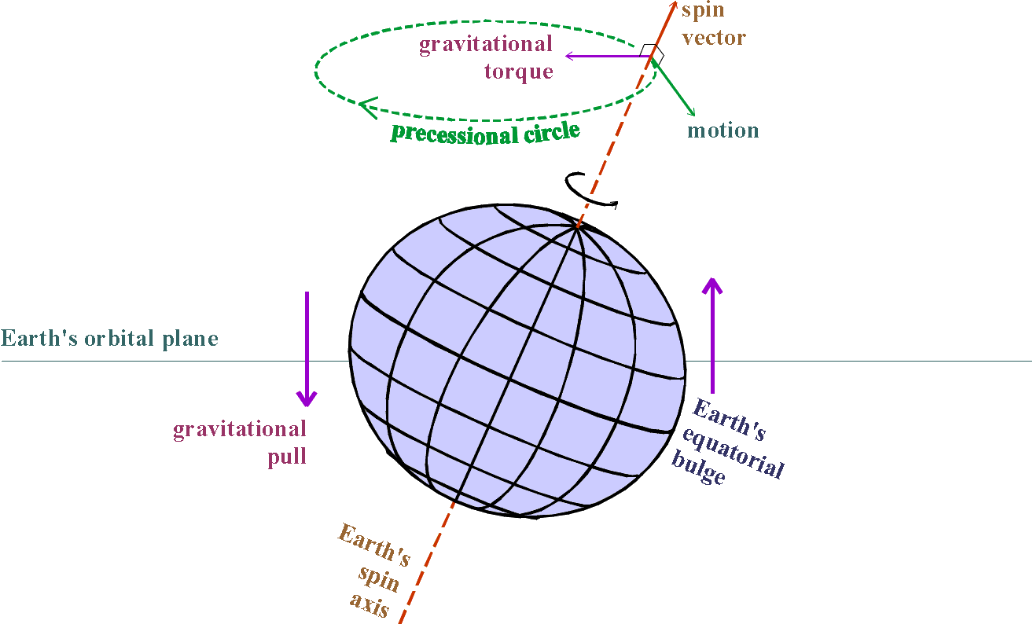 spin
vector
gravitational
torque
motion
precessional circle
Earth's orbital plane
gravitational
pull
Earth's
equatorial
bulge
Earth's
spin
axis